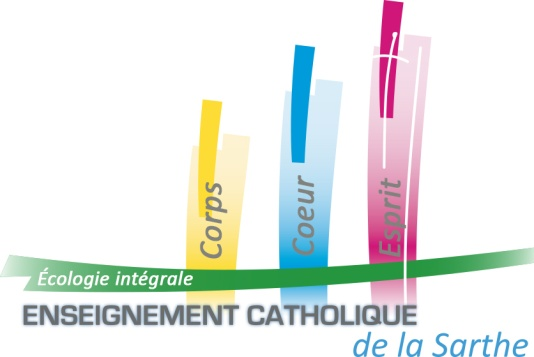 Corps
Coeur
Esprit
Écologie intégrale
ENSEIGNEMENT CATHOLIQUE
de la Sarthe